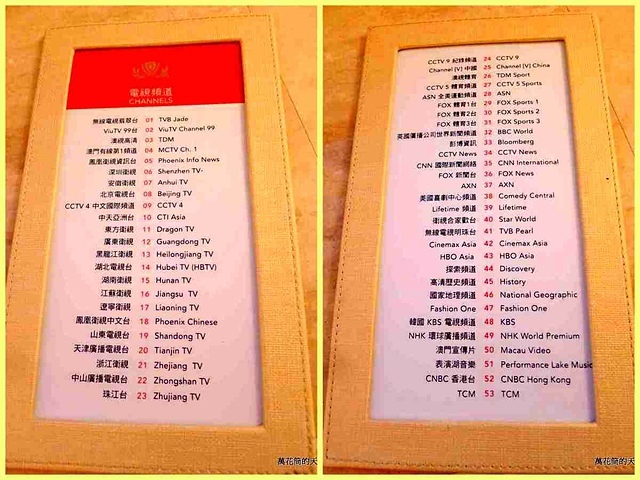 電視頻道
CHANNELS
無線電視翡翠台 01 TVB Jade
ViuTV 99台 02 ViuTV Channel 99
澳視高清 03 TDM
澳門有線第1頻道 04 MCTV Ch. 1
鳳凰衛視資訊台 05 Phoenix Info News
深圳衛視 06 Shenzhen TV
安徽衛視 07 Anhui TV
北京電視台 08 Beijing TV
CCTV 4 中文國際頻道 09 CCTV 4
中天亞洲台 10 CTI Asia
東方衛視 11 Dragon TV
廣東衛視 12 Guangdong TV
黑龍江衛視 13 Heilongjiang TV
湖北電視台 14 Hubei TV (HBTV)
湖南衛視 15 Hunan TV
江蘇衛視 16 Jiangsu TV
遼寧衛視 17 Liaoning TV
鳳凰衛視中文台 18 Phoenix Chinese
山東電視台 19 Shandong TV
天津廣播電視台 20 Tianjin TV
浙江衛視 21 Zhejiang TV
中山廣播電視台 22 Zhongshan TV
珠江台 23 Zhujiang TV
萬花筒的天
CCTV 9 紀錄頻道 24 CCTV 9
Channel [V] 中國 25 Channel [V] China
澳視體育 26 TDM Sport
CCTV 5 體育頻道 27 CCTV 5 Sports
ASN 全美運動頻道 28 ASN
FOX 體育1台 29 FOX Sports 1
FOX 體育2台 30 FOX Sports 2
FOX 體育3台 31 FOX Sports 3
英國廣播公司世界新聞頻道 32 BBC World
彭博資訊 33 Bloomberg
CCTV News 34 CCTV News
CNN 國際新聞網絡 35 CNN International
FOX 新聞台 36 FOX News
AXN 37 AXN
美國喜劇中心頻道 38 Comedy Central
Lifetime 頻道 39 Lifetime
衛視合家歡台 40 Star World
無線電視明珠台 41 TVB Pearl
Cinemax Asia 42 Cinemax Asia
HBO Asia 43 HBO Asia
探索頻道 44 Discovery
高清歷史頻道 45 History
國家地理頻道 46 National Geographic
Fashion One 47 Fashion One
韓國 KBS 電視頻道 48 KBS
NHK 環球廣播頻道 49 NHK World Premium
澳門宣傳片 50 Macau Video
表演湖音樂 51 Performance Lake Music
CNBC 香港台 52 CNBC Hong Kong
TCM 53 TCM
萬花筒的天